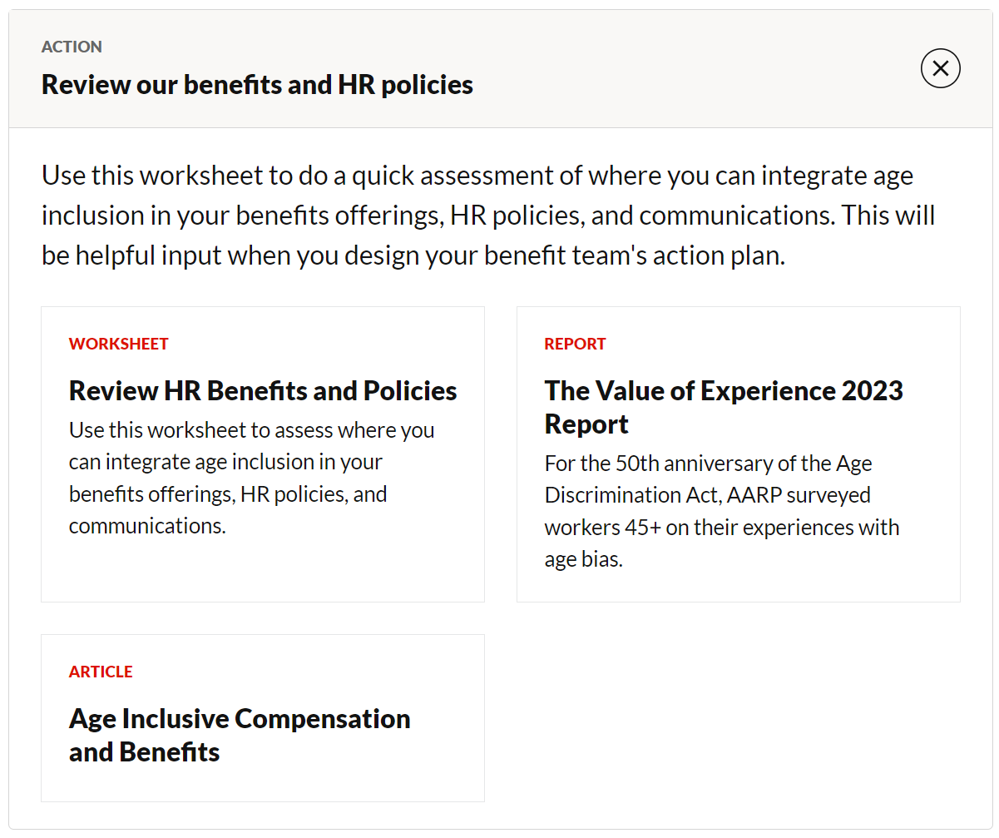 ACTION
Review our benefits and HR policies
Use this worksheet to do a quick assessment of where you can integrate age
inclusion in your benefits offerings, HR policies, and communications. This will
be helpful input when you design your benefit team's action plan.
WORKSHEET
Review HR Benefits and Policies
Use this worksheet to assess where you
can integrate age inclusion in your
benefits offerings, HR policies, and
communications.
REPORT
The Value of Experience 2023
Report
For the 50th anniversary of the Age
Discrimination Act, AARP surveyed
workers 45+ on their experiences with
age bias.
ARTICLE
Age Inclusive Compensation
and Benefits